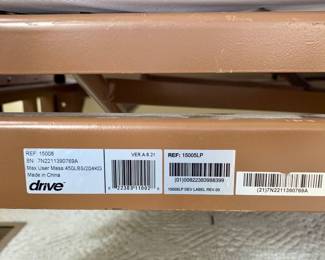 REF: 15008
SN: 7N2211390769A
Max User Mass: 450LBS/204KG
Made in China
drive
VER.A.8.21
REF: 15005LP
(01)00822383998399
15005LP DEV LABEL REV-00
(21)7N2211390769A